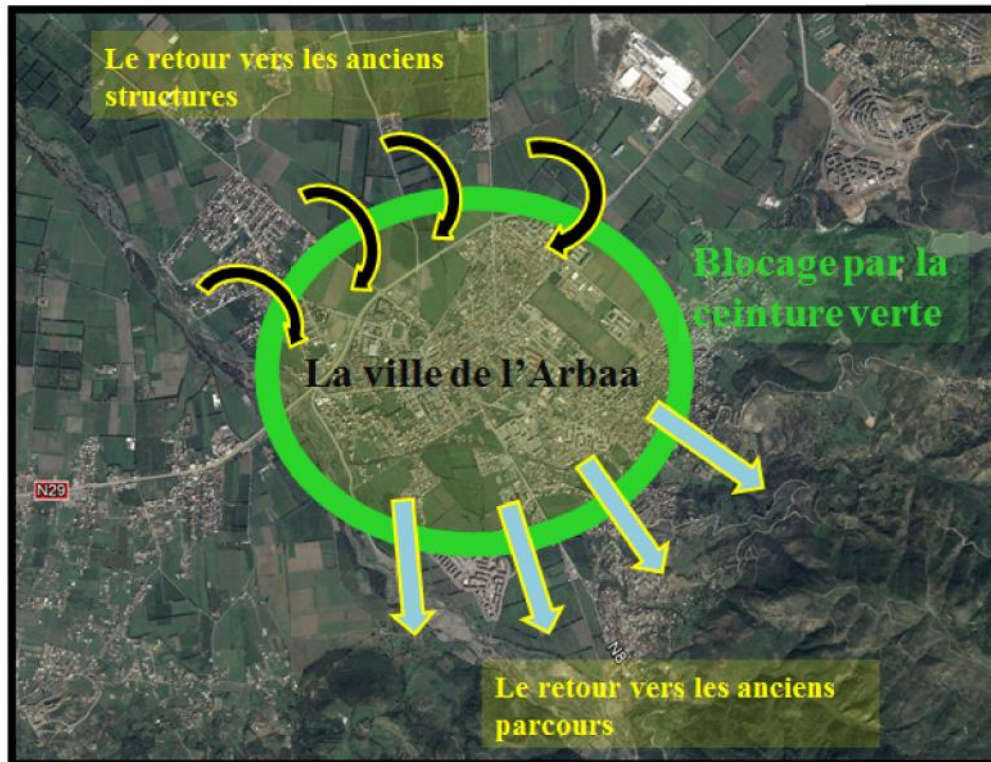 Le retour vers les anciens
structures
Blocage par la
ceinture verte
La ville de l’Arbaa
N29
N8
Le retour vers les anciens
parcours